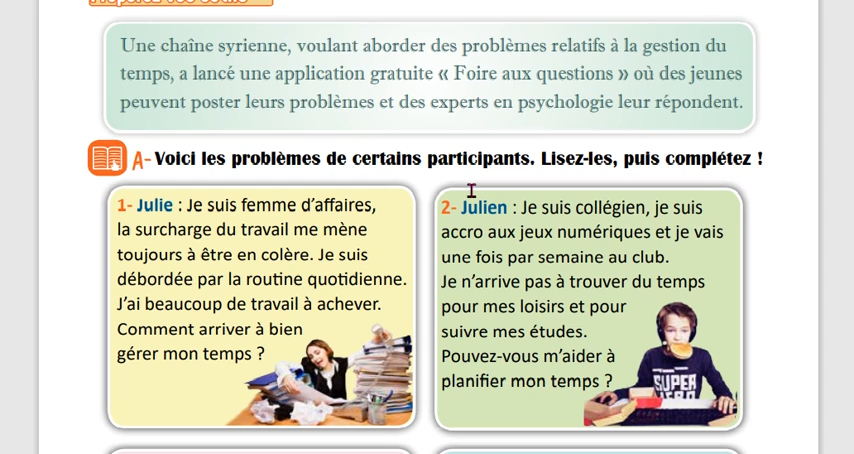 Une chaîne syrienne, voulant aborder des problèmes relatifs à la gestion du
temps, a lancé une application gratuite « Foire aux questions » où des jeunes
peuvent poster leurs problèmes et des experts en psychologie leur répondent.
A- Voici les problèmes de certains participants. Lisez-les, puis complétez !
1- Julie : Je suis femme d’affaires,
la surcharge du travail me mène
toujours à être en colère. Je suis
débordée par la routine quotidienne.
J’ai beaucoup de travail à achever.
Comment arriver à bien
gérer mon temps ?
2- Julien : Je suis collégien, je suis
accro aux jeux numériques et je vais
une fois par semaine au club.
Je n’arrive pas à trouver du temps
pour mes loisirs et pour
suivre mes études.
Pouvez-vous m’aider à
planifier mon temps ?
SUPER